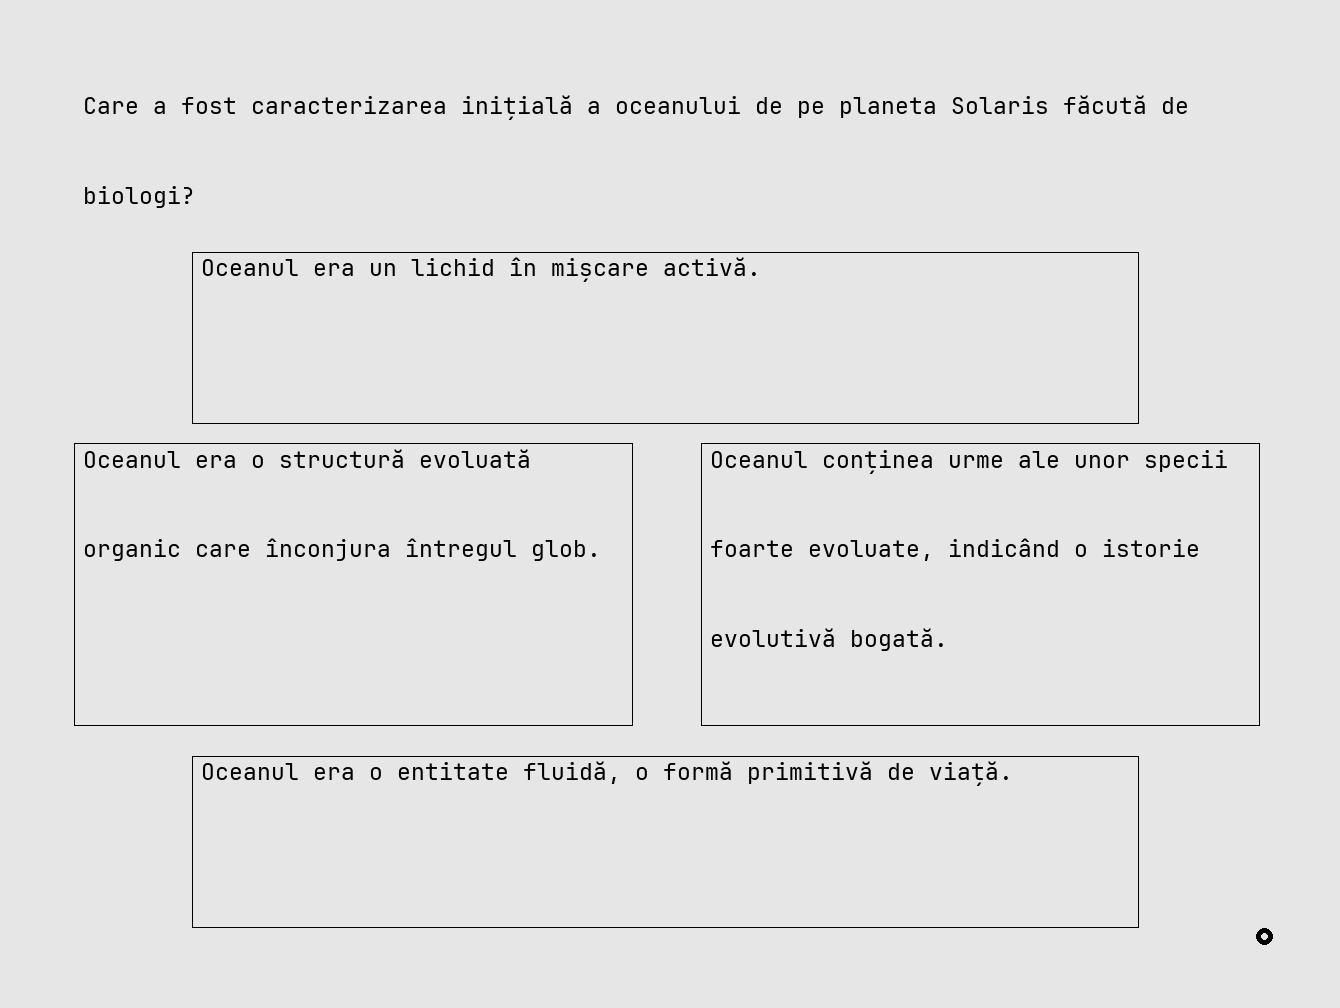 Care a fost caracterizarea inițială a oceanului de pe planeta Solaris făcută de
biologi?
Oceanul era un lichid în mișcare activă.
Oceanul era o structură evoluată
organic care înconjura întregul glob.
Oceanul conținea urme ale unor specii
foarte evoluate, indicând o istorie
evolutivă bogată.
Oceanul era o entitate fluidă, o formă primitivă de viață.